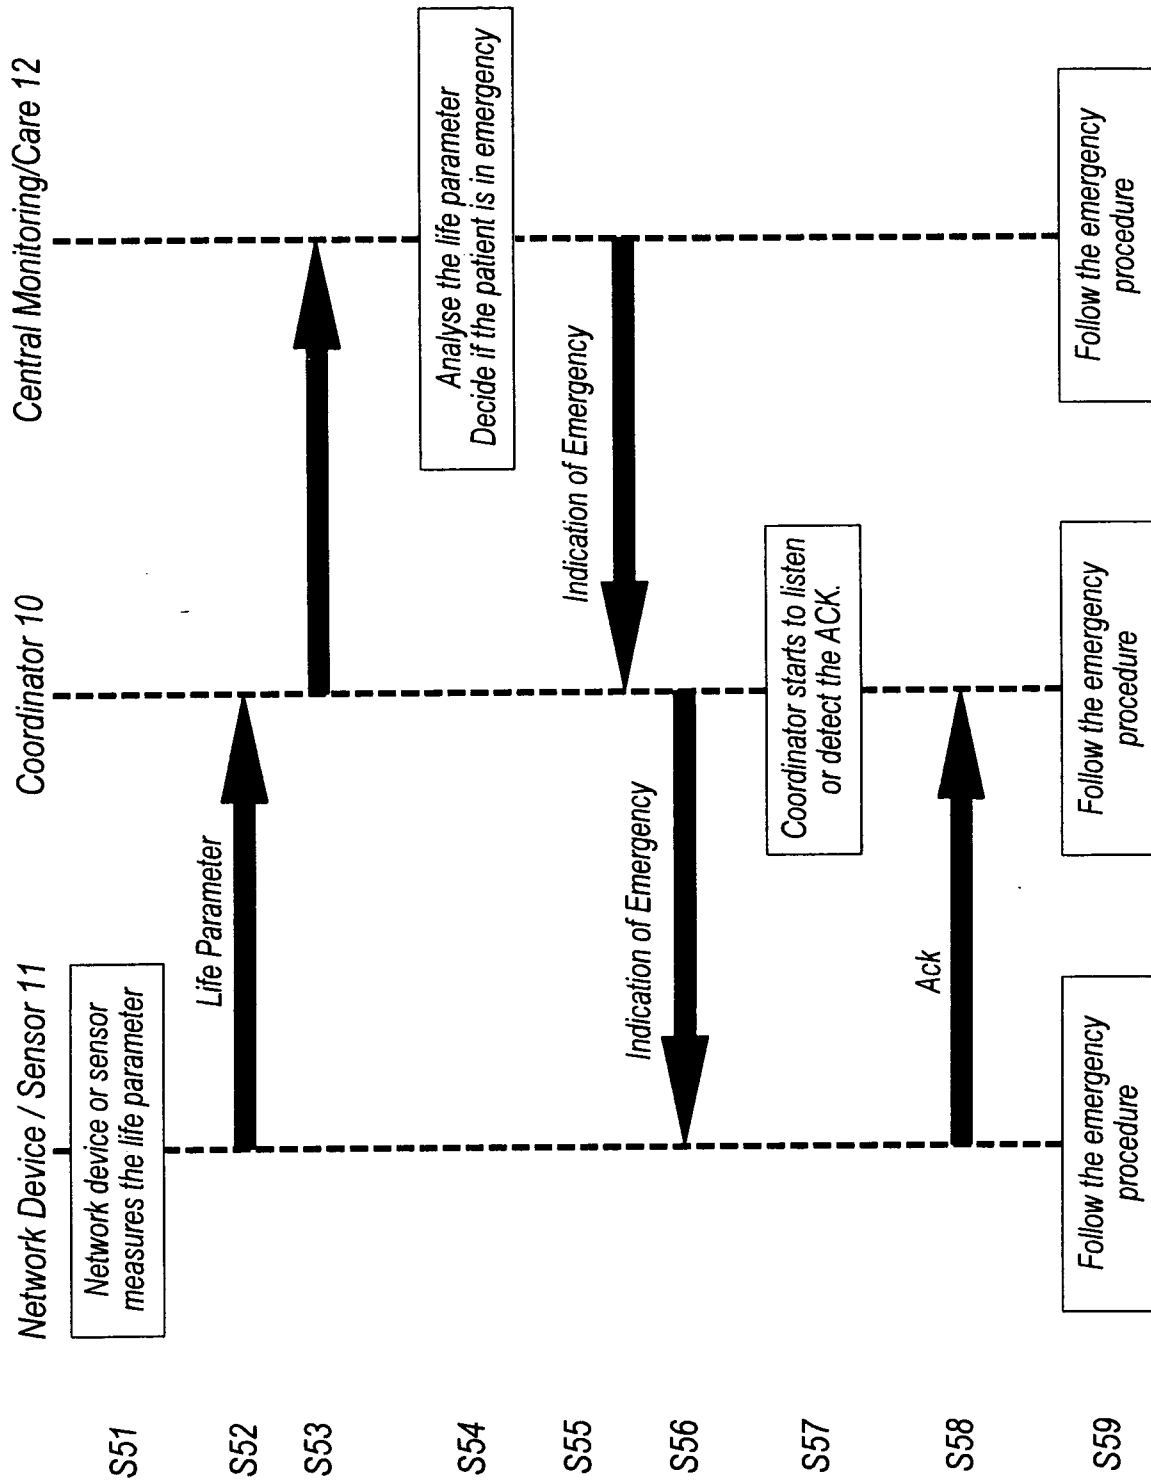 Network Device / Sensor 11
Coordinator 10
Central Monitoring/Care 12
S51
Network device or sensor
measures the life parameter
S52
Life Parameter
S53
S54
Analyse the life parameter
Decide if the patient is in emergency
S55
Indication of Emergency
S56
Indication of Emergency
S57
Coordinator starts to listen
or detect the ACK.
S58
Ack
S59
Follow the emergency
procedure
Follow the emergency
procedure
Follow the emergency
procedure